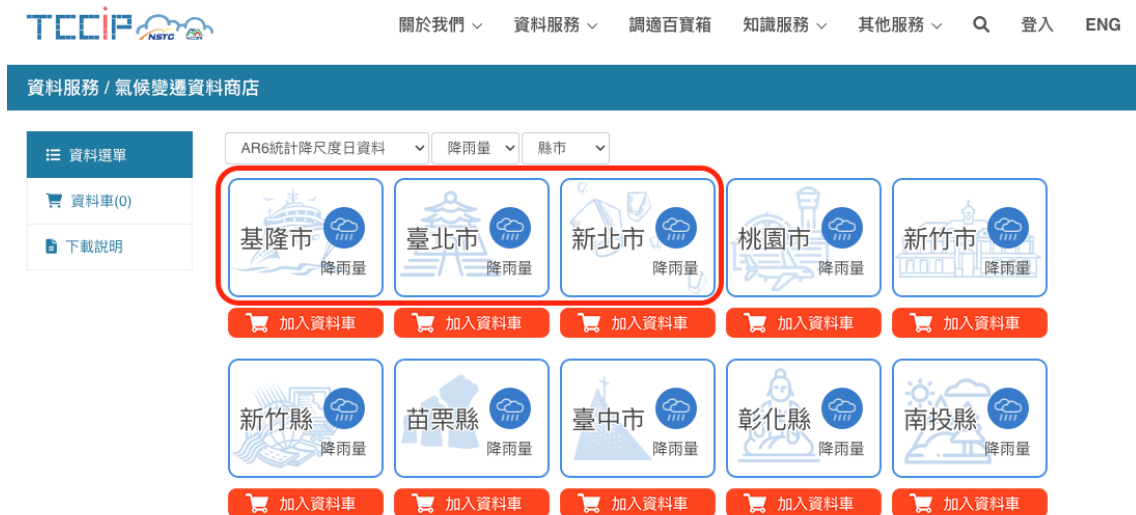 TCCIP NSTC NCDR
關於我們 資料服務 調適百寶箱 知識服務 其他服務 登入 ENG
資料服務 / 氣候變遷資料商店
資料選單
資料車(0)
下載說明
AR6統計降尺度日資料 降雨量 縣市
基隆市 臺北市 新北市 桃園市 新竹市
降雨量 降雨量 降雨量 降雨量 降雨量
加入資料車 加入資料車 加入資料車 加入資料車 加入資料車
新竹縣 苗栗縣 臺中市 彰化縣 南投縣
降雨量 降雨量 降雨量 降雨量 降雨量
加入資料車 加入資料車 加入資料車 加入資料車 加入資料車